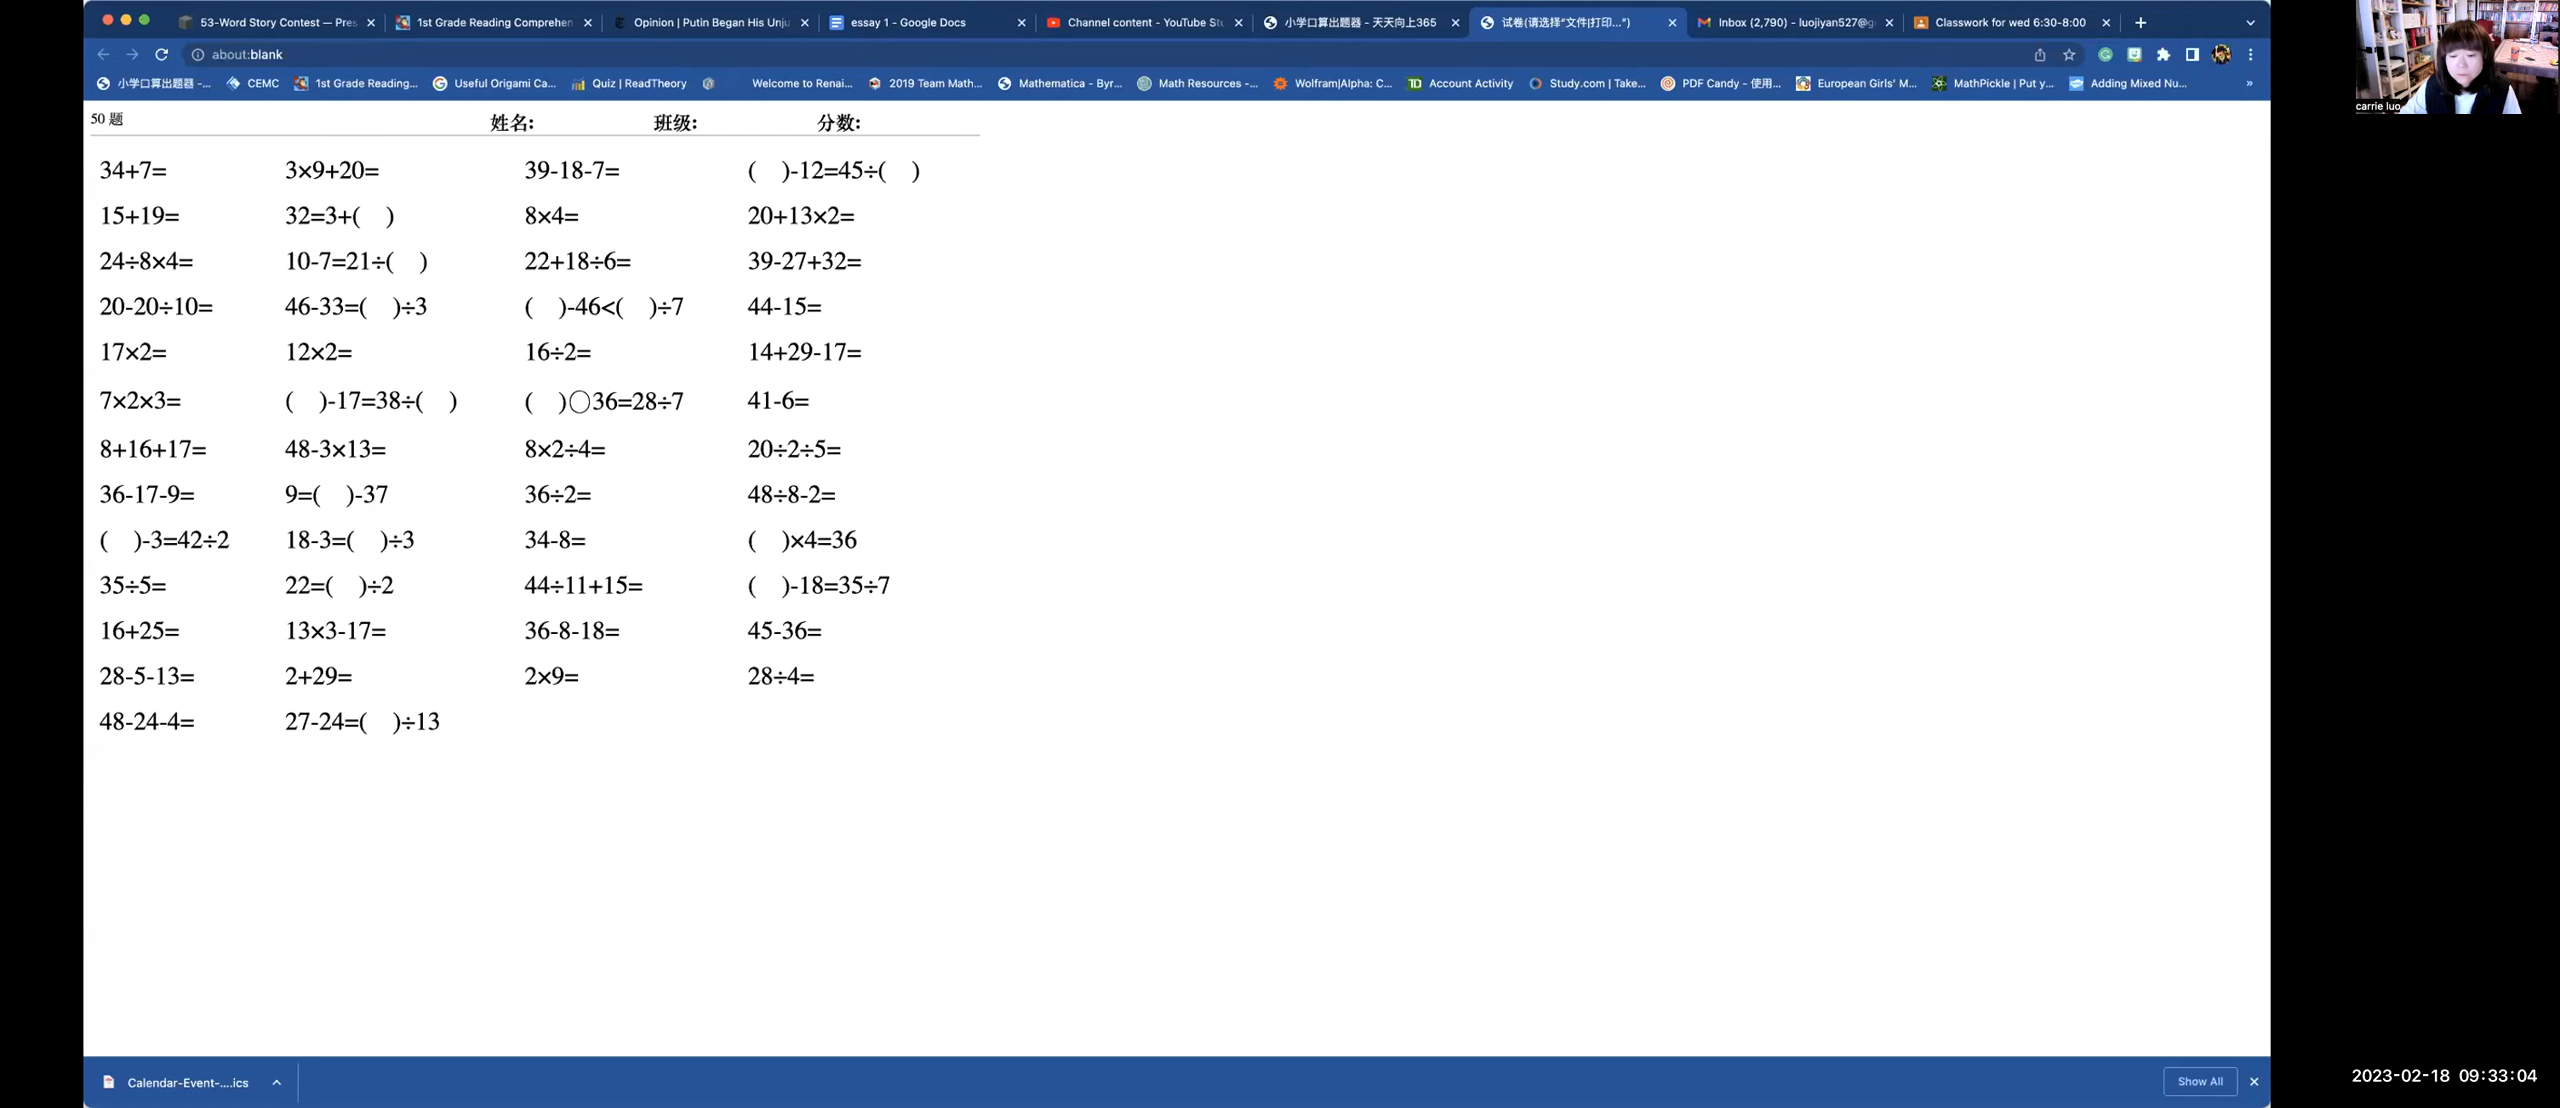 53-Word Story Contest — Pres
1st Grade Reading Comprehen
Opinion | Putin Began His Unju
essay 1 - Google Docs
Channel content - YouTube Stu
小学口算出题器 - 天天向上365
试卷(请选择"文件|打印...")
Inbox (2,790) - luojiyan527@g
Classwork for wed 6:30-8:00
about:blank
小学口算出题器 -...
CEMC
1st Grade Reading...
Useful Origami Ca...
Quiz | ReadTheory
Welcome to Renai...
2019 Team Math...
Mathematica - Byr...
Math Resources -...
Wolfram|Alpha: C...
TD Account Activity
Study.com | Take...
PDF Candy - 使用...
European Girls' M...
MathPickle | Put y...
Adding Mixed Nu...
»
carrie luo
50 题 姓名: 班级: 分数:
34+7= 3×9+20= 39-18-7= ( )-12=45÷( )
15+19= 32=3+( ) 8×4= 20+13×2=
24÷8×4= 10-7=21÷( ) 22+18÷6= 39-27+32=
20-20÷10= 46-33=( )÷3 ( )-46<( )÷7 44-15=
17×2= 12×2= 16÷2= 14+29-17=
7×2×3= ( )-17=38÷( ) ( )○36=28÷7 41-6=
8+16+17= 48-3×13= 8×2÷4= 20÷2÷5=
36-17-9= 9=( )-37 36÷2= 48÷8-2=
( )-3=42÷2 18-3=( )÷3 34-8= ( )×4=36
35÷5= 22=( )÷2 44÷11+15= ( )-18=35÷7
16+25= 13×3-17= 36-8-18= 45-36=
28-5-13= 2+29= 2×9= 28÷4=
48-24-4= 27-24=( )÷13
Calendar-Event-....ics
Show All
2023-02-18 09:33:04